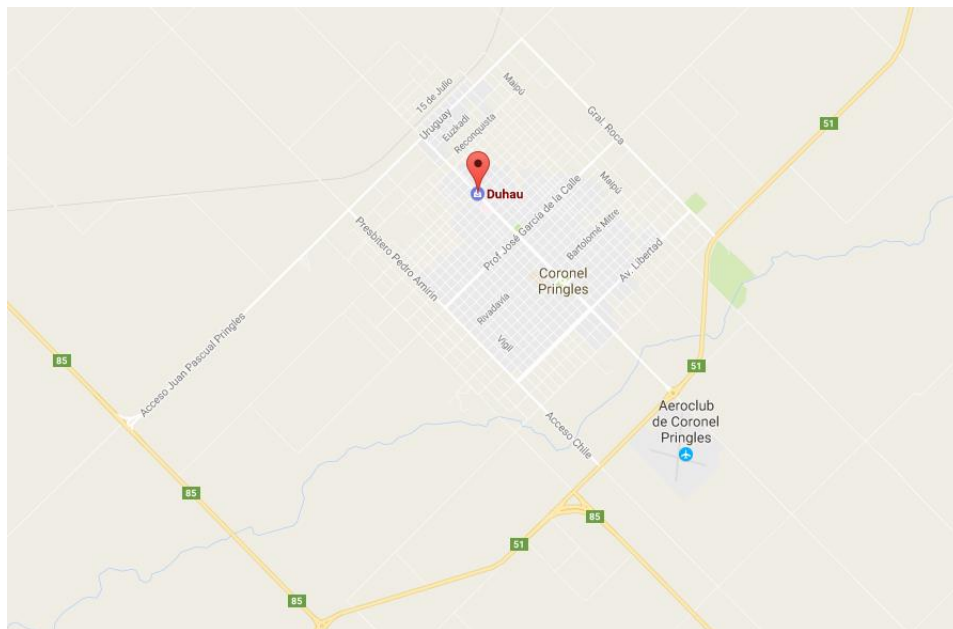 15 de Julio
Maipú
Uruguay
Euzkadi
Gral. Roca
51
Reconquista
Duhau
Maipú
Prof José García de la Calle
Presbitero Pedro Amirin
Bartolomé Mitre
Av. Libertad
Coronel
Pringles
Rivadavia
Vigil
85
51
Acceso Juan Pascual Pringles
Aeroclub
de Coronel
Pringles
Acceso Chile
85
85
51
85